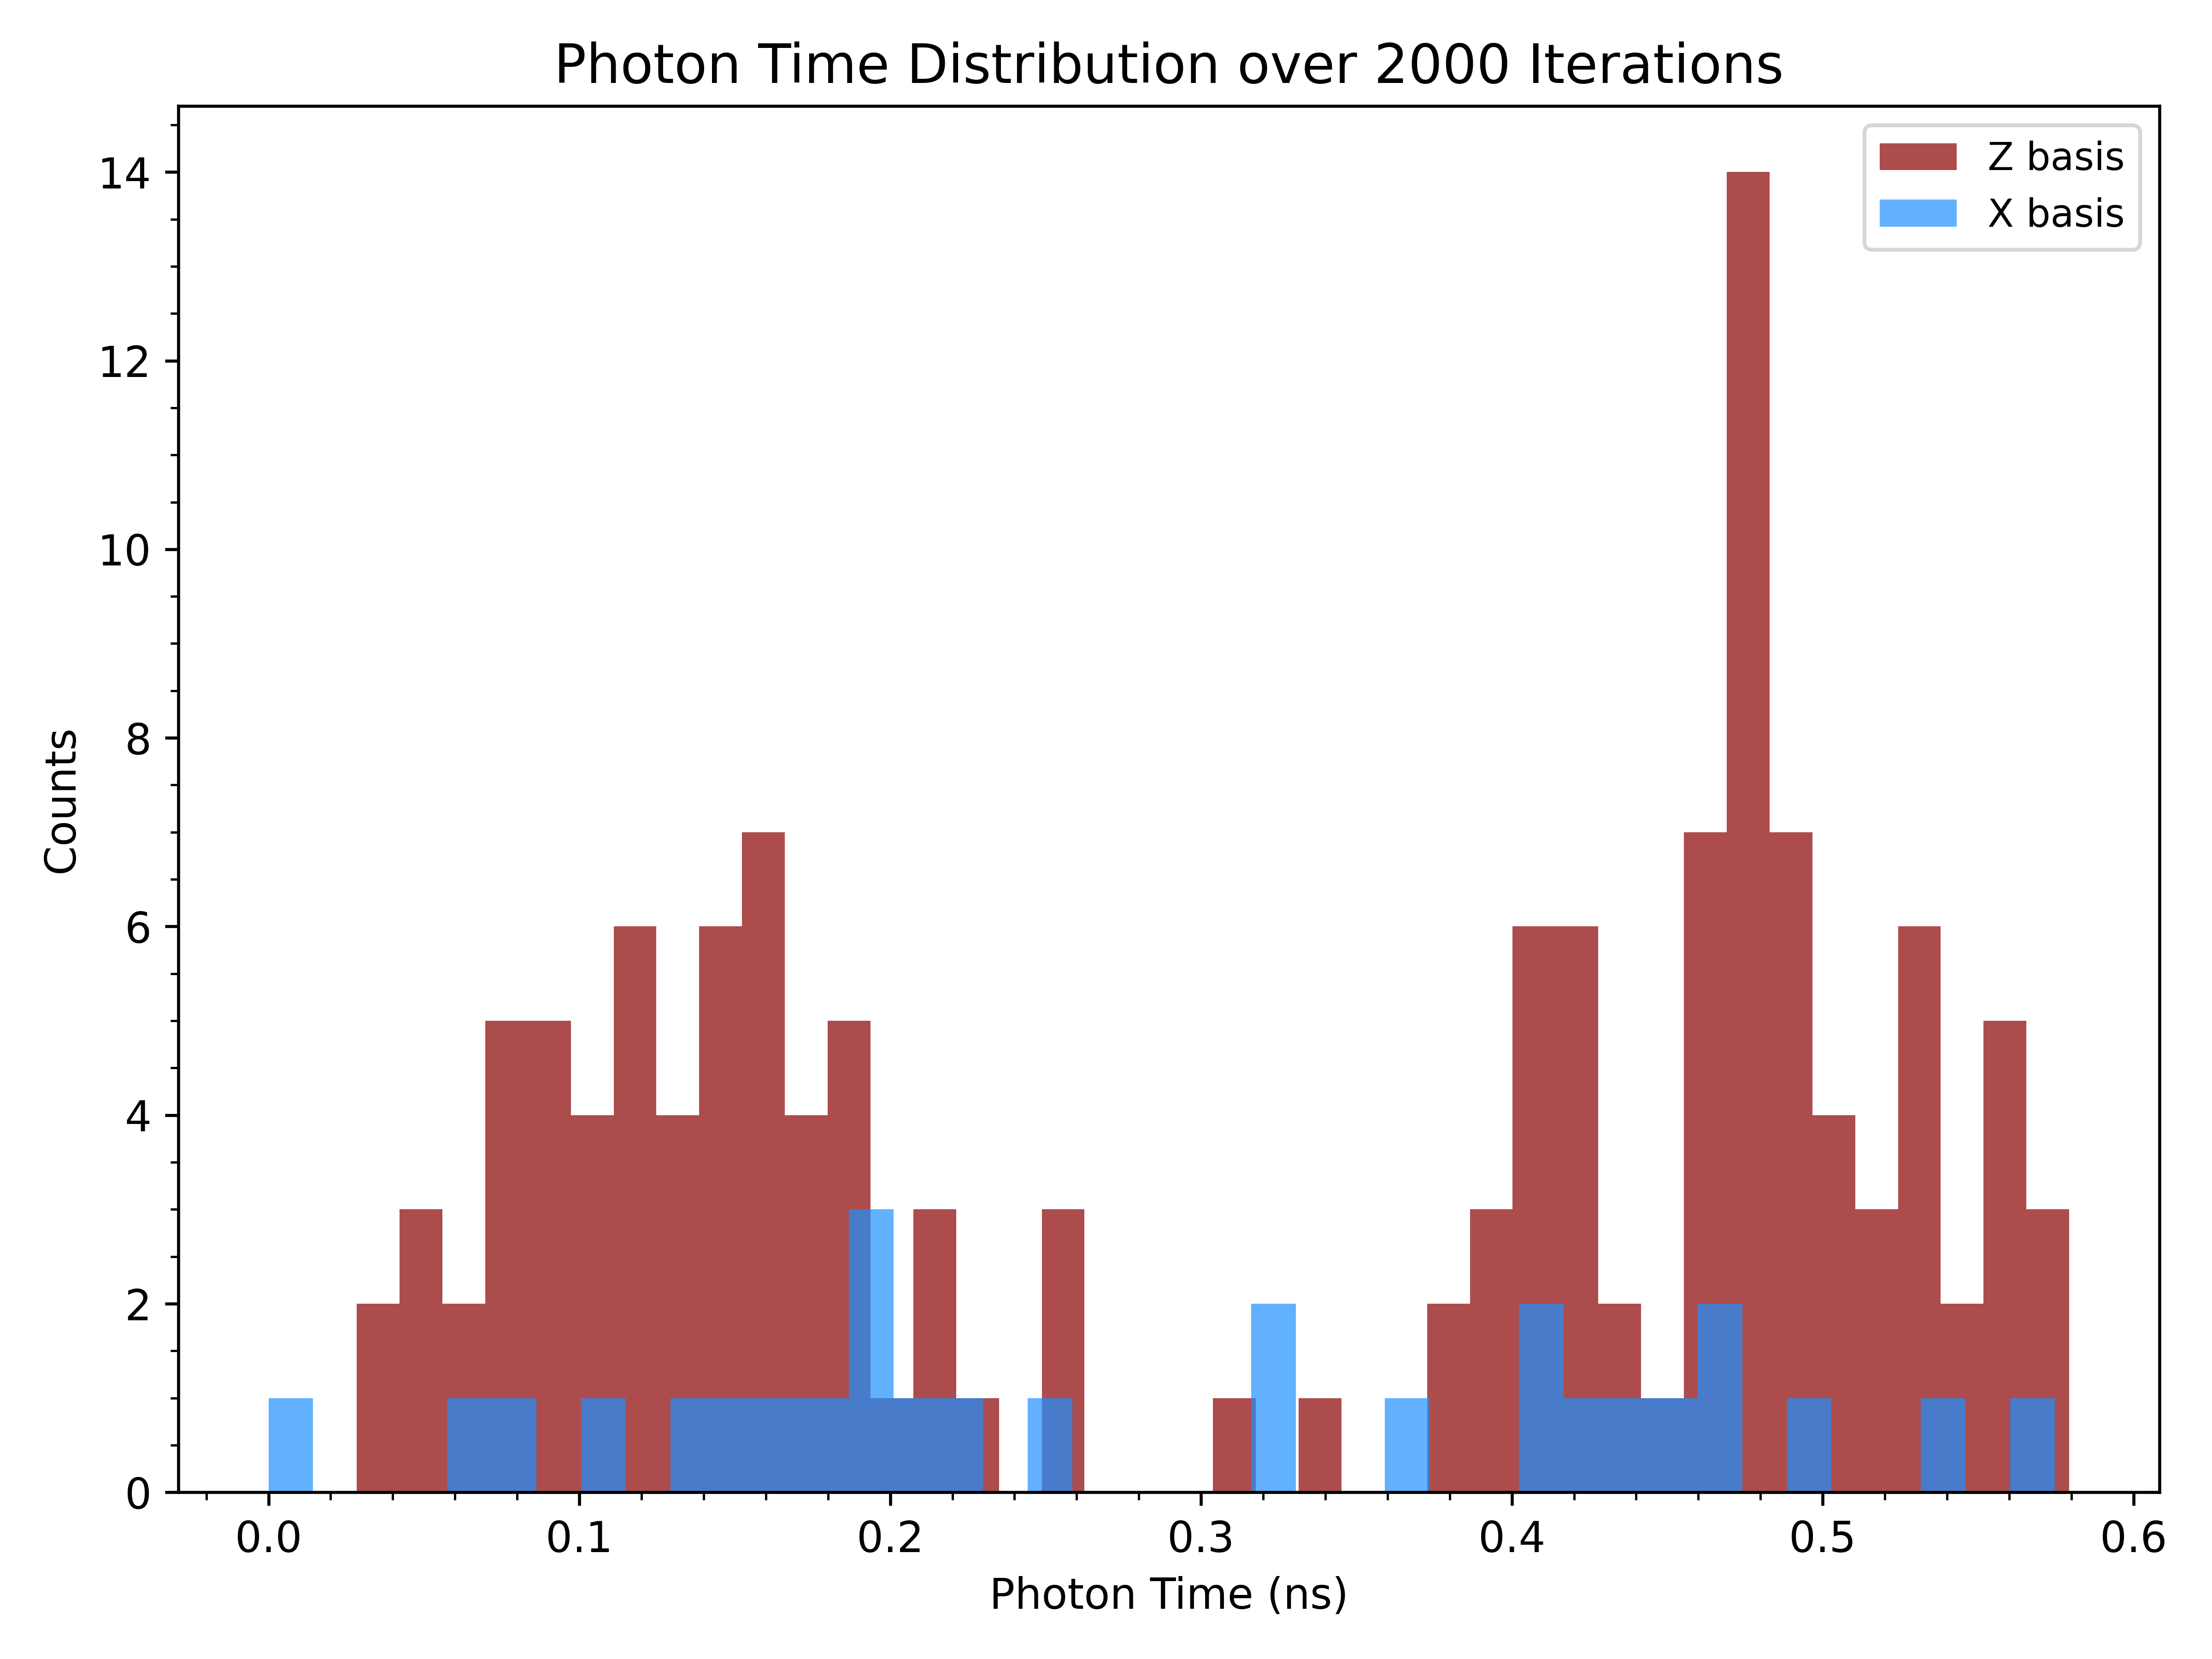 Photon Time Distribution over 2000 Iterations
Z basis
X basis
Counts
14
12
10
8
6
4
2
0
0.0 0.1 0.2 0.3 0.4 0.5 0.6
Photon Time (ns)